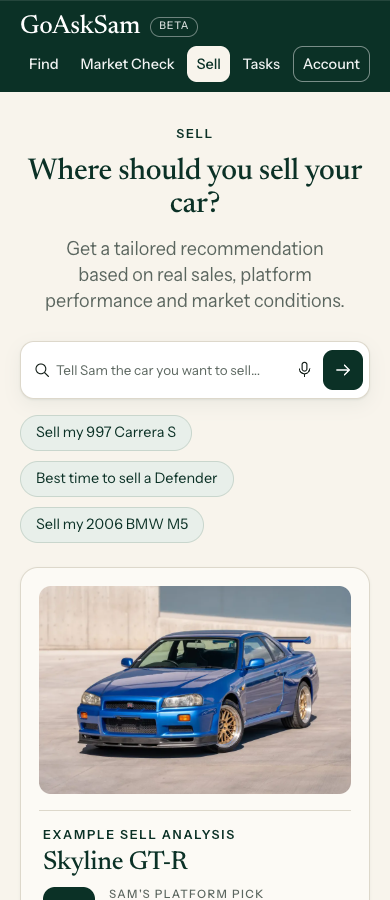 GoAskSam BETA
Find Market Check Sell Tasks Account
SELL
Where should you sell your
car?
Get a tailored recommendation
based on real sales, platform
performance and market conditions.
Tell Sam the car you want to sell...
Sell my 997 Carrera S
Best time to sell a Defender
Sell my 2006 BMW M5
EXAMPLE SELL ANALYSIS
Skyline GT-R
SAM'S PLATFORM PICK